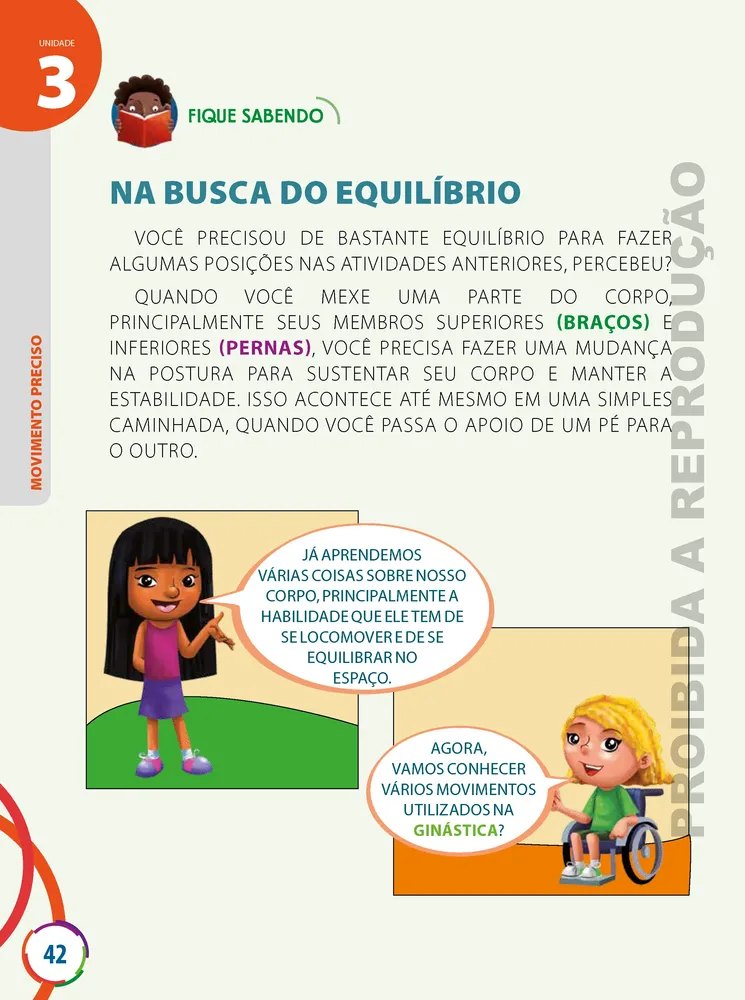 UNIDADE
3
FIQUE SABENDO
NA BUSCA DO EQUILÍBRIO
VOCÊ PRECISOU DE BASTANTE EQUILÍBRIO PARA FAZER
ALGUMAS POSIÇÕES NAS ATIVIDADES ANTERIORES, PERCEBEU?
QUANDO VOCÊ MEXE UMA PARTE DO CORPO,
PRINCIPALMENTE SEUS MEMBROS SUPERIORES (BRAÇOS) E
INFERIORES (PERNAS), VOCÊ PRECISA FAZER UMA MUDANÇA
NA POSTURA PARA SUSTENTAR SEU CORPO E MANTER A
ESTABILIDADE. ISSO ACONTECE ATÉ MESMO EM UMA SIMPLES
CAMINHADA, QUANDO VOCÊ PASSA O APOIO DE UM PÉ PARA
O OUTRO.
MOVIMENTO PRECISO
JÁ APRENDEMOS
VÁRIAS COISAS SOBRE NOSSO
CORPO, PRINCIPALMENTE A
HABILIDADE QUE ELE TEM DE
SE LOCOMOVER E DE SE
EQUILIBRAR NO
ESPAÇO.
AGORA,
VAMOS CONHECER
VÁRIOS MOVIMENTOS
UTILIZADOS NA
GINÁSTICA?
PROIBIDA A REPRODUÇÃO
42